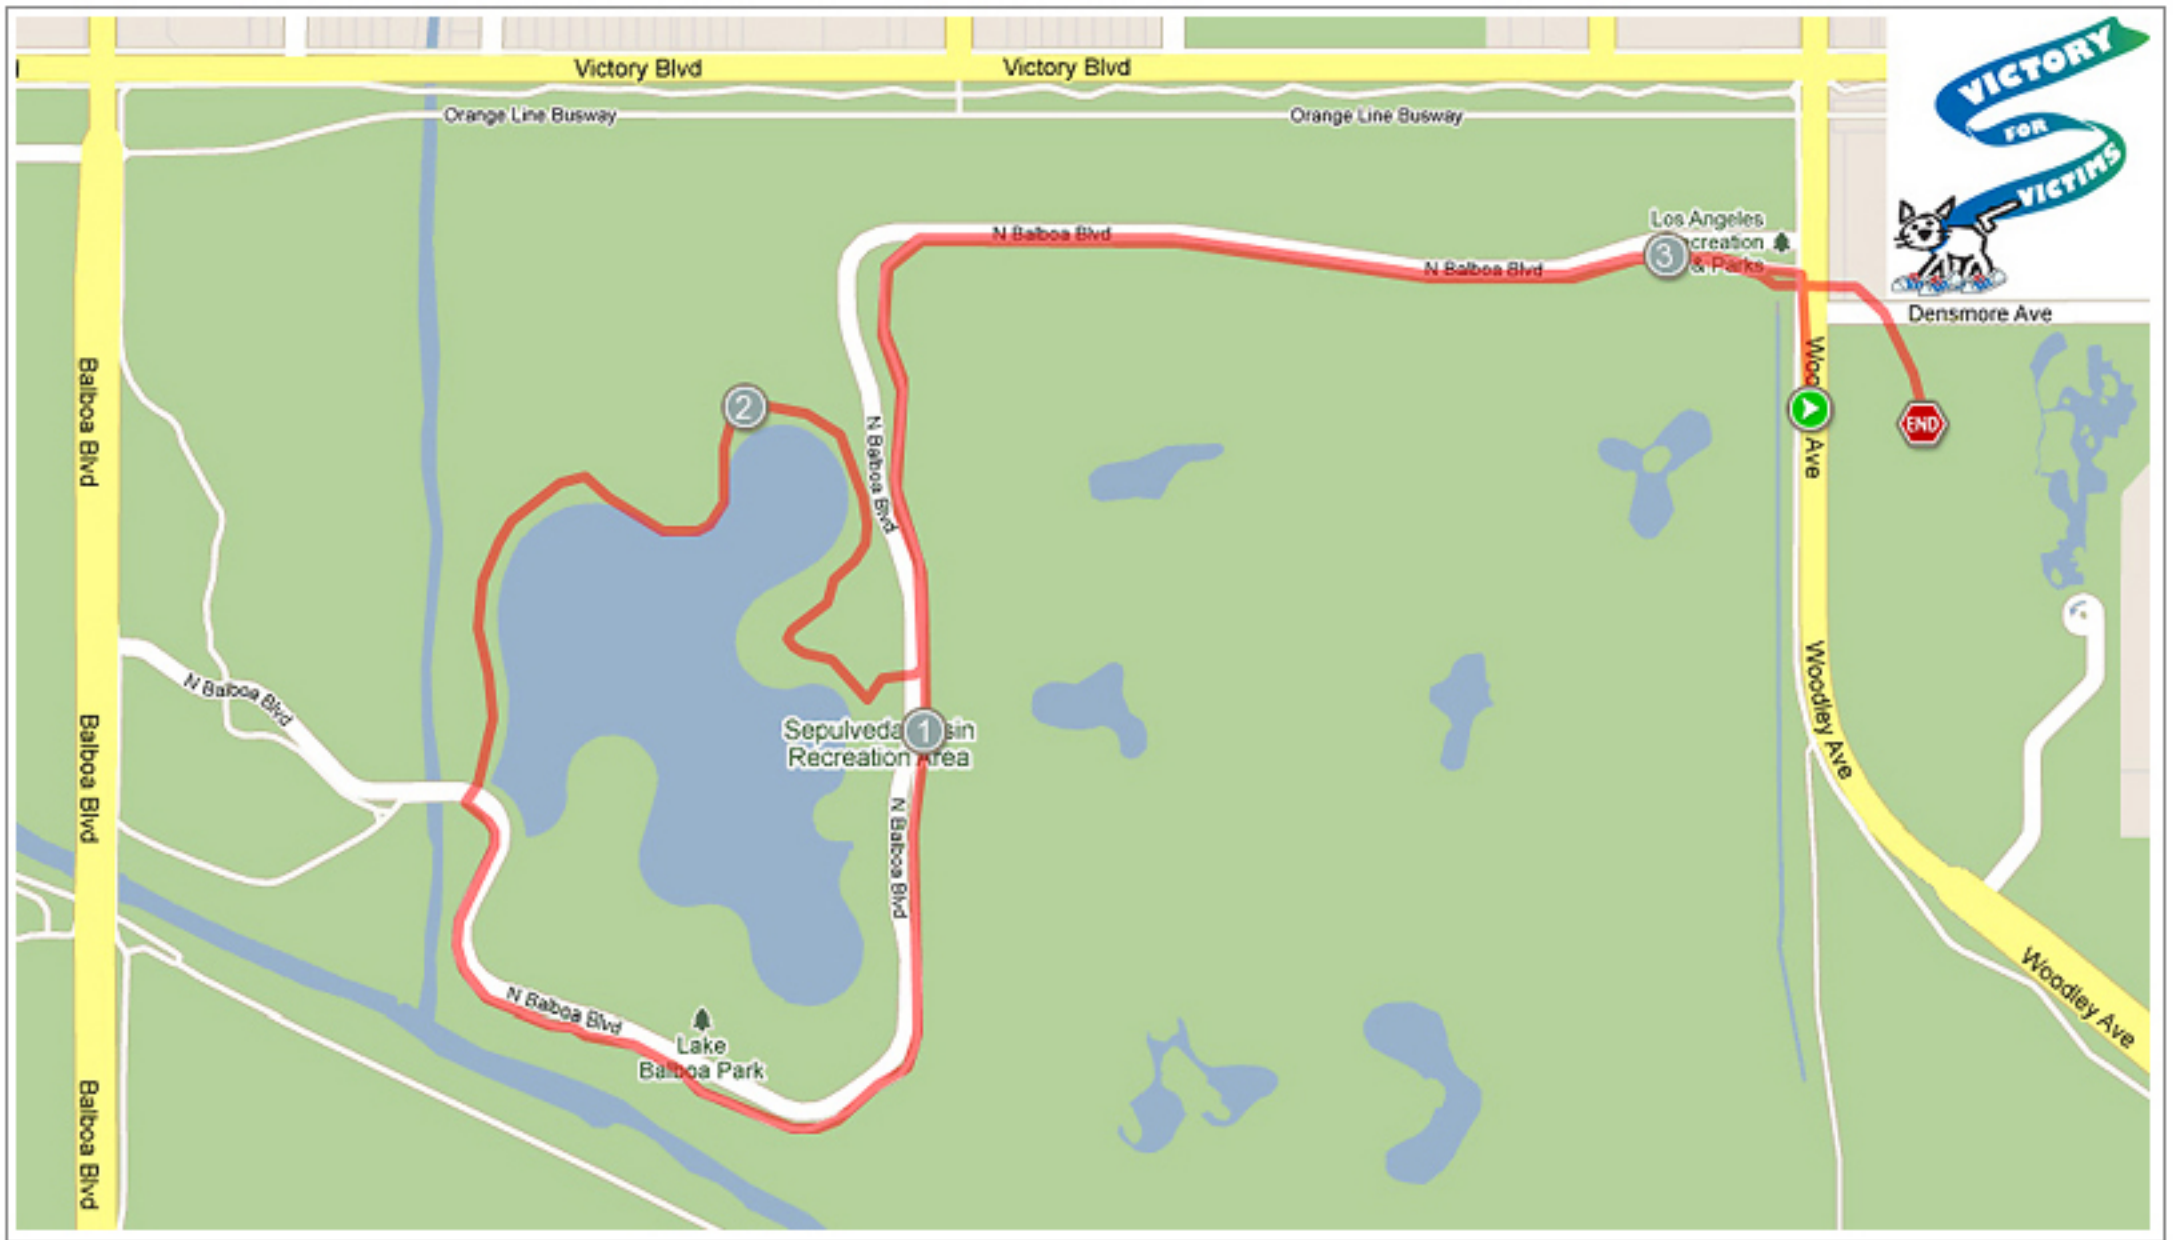 Victory Blvd
Victory Blvd
Orange Line Busway
Orange Line Busway
VICTORY
FOR
VICTIMS
Los Angeles
creation
& Parks
3
N Balboa Blvd
N Balboa Blvd
Densmore Ave
Balboa Blvd
2
N Balboa Blvd
Ave
END
N Balboa Blvd
Balboa Blvd
Sepulveda
1
Recreation Area
Woodley Ave
N Balboa Blvd
N Balboa Blvd
Lake
Balboa Park
Woodley Ave
Balboa Blvd